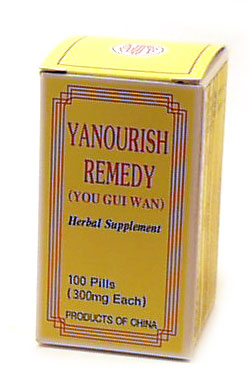 YANOURISH
REMEDY
(YOU GUI WAN)
Herbal Supplement
100 Pills
(300mg Each)
PRODUCTS OF CHINA